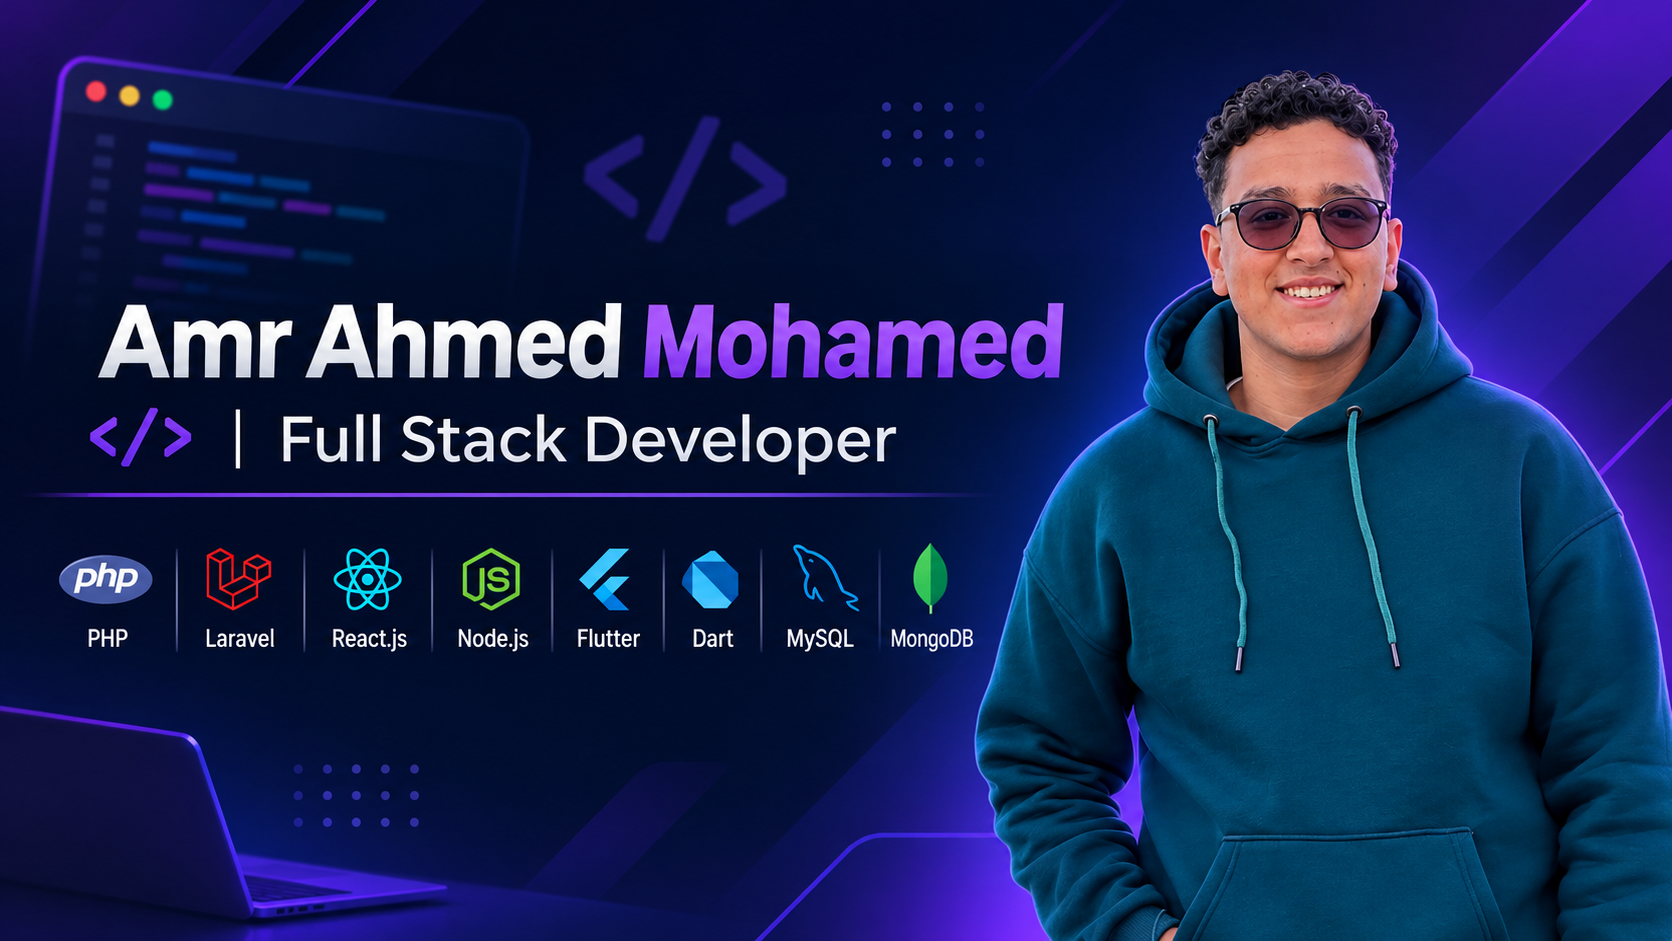 Amr Ahmed Mohamed
</> | Full Stack Developer
php
JS
PHP
Laravel
React.js
Node.js
Flutter
Dart
MySQL
MongoDB